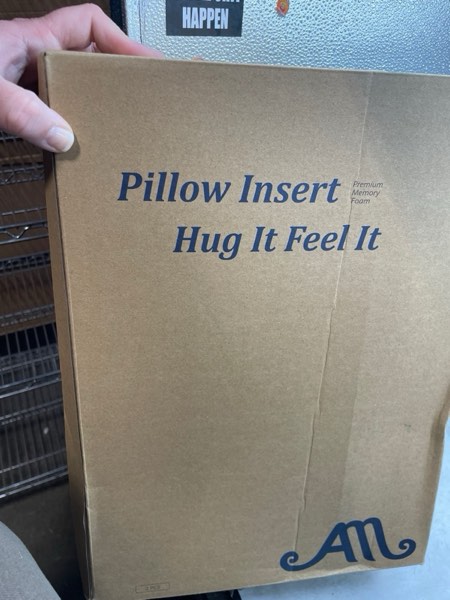 HAPPEN
Pillow Insert
Premium
Memory
Foam
Hug It Feel It
AM